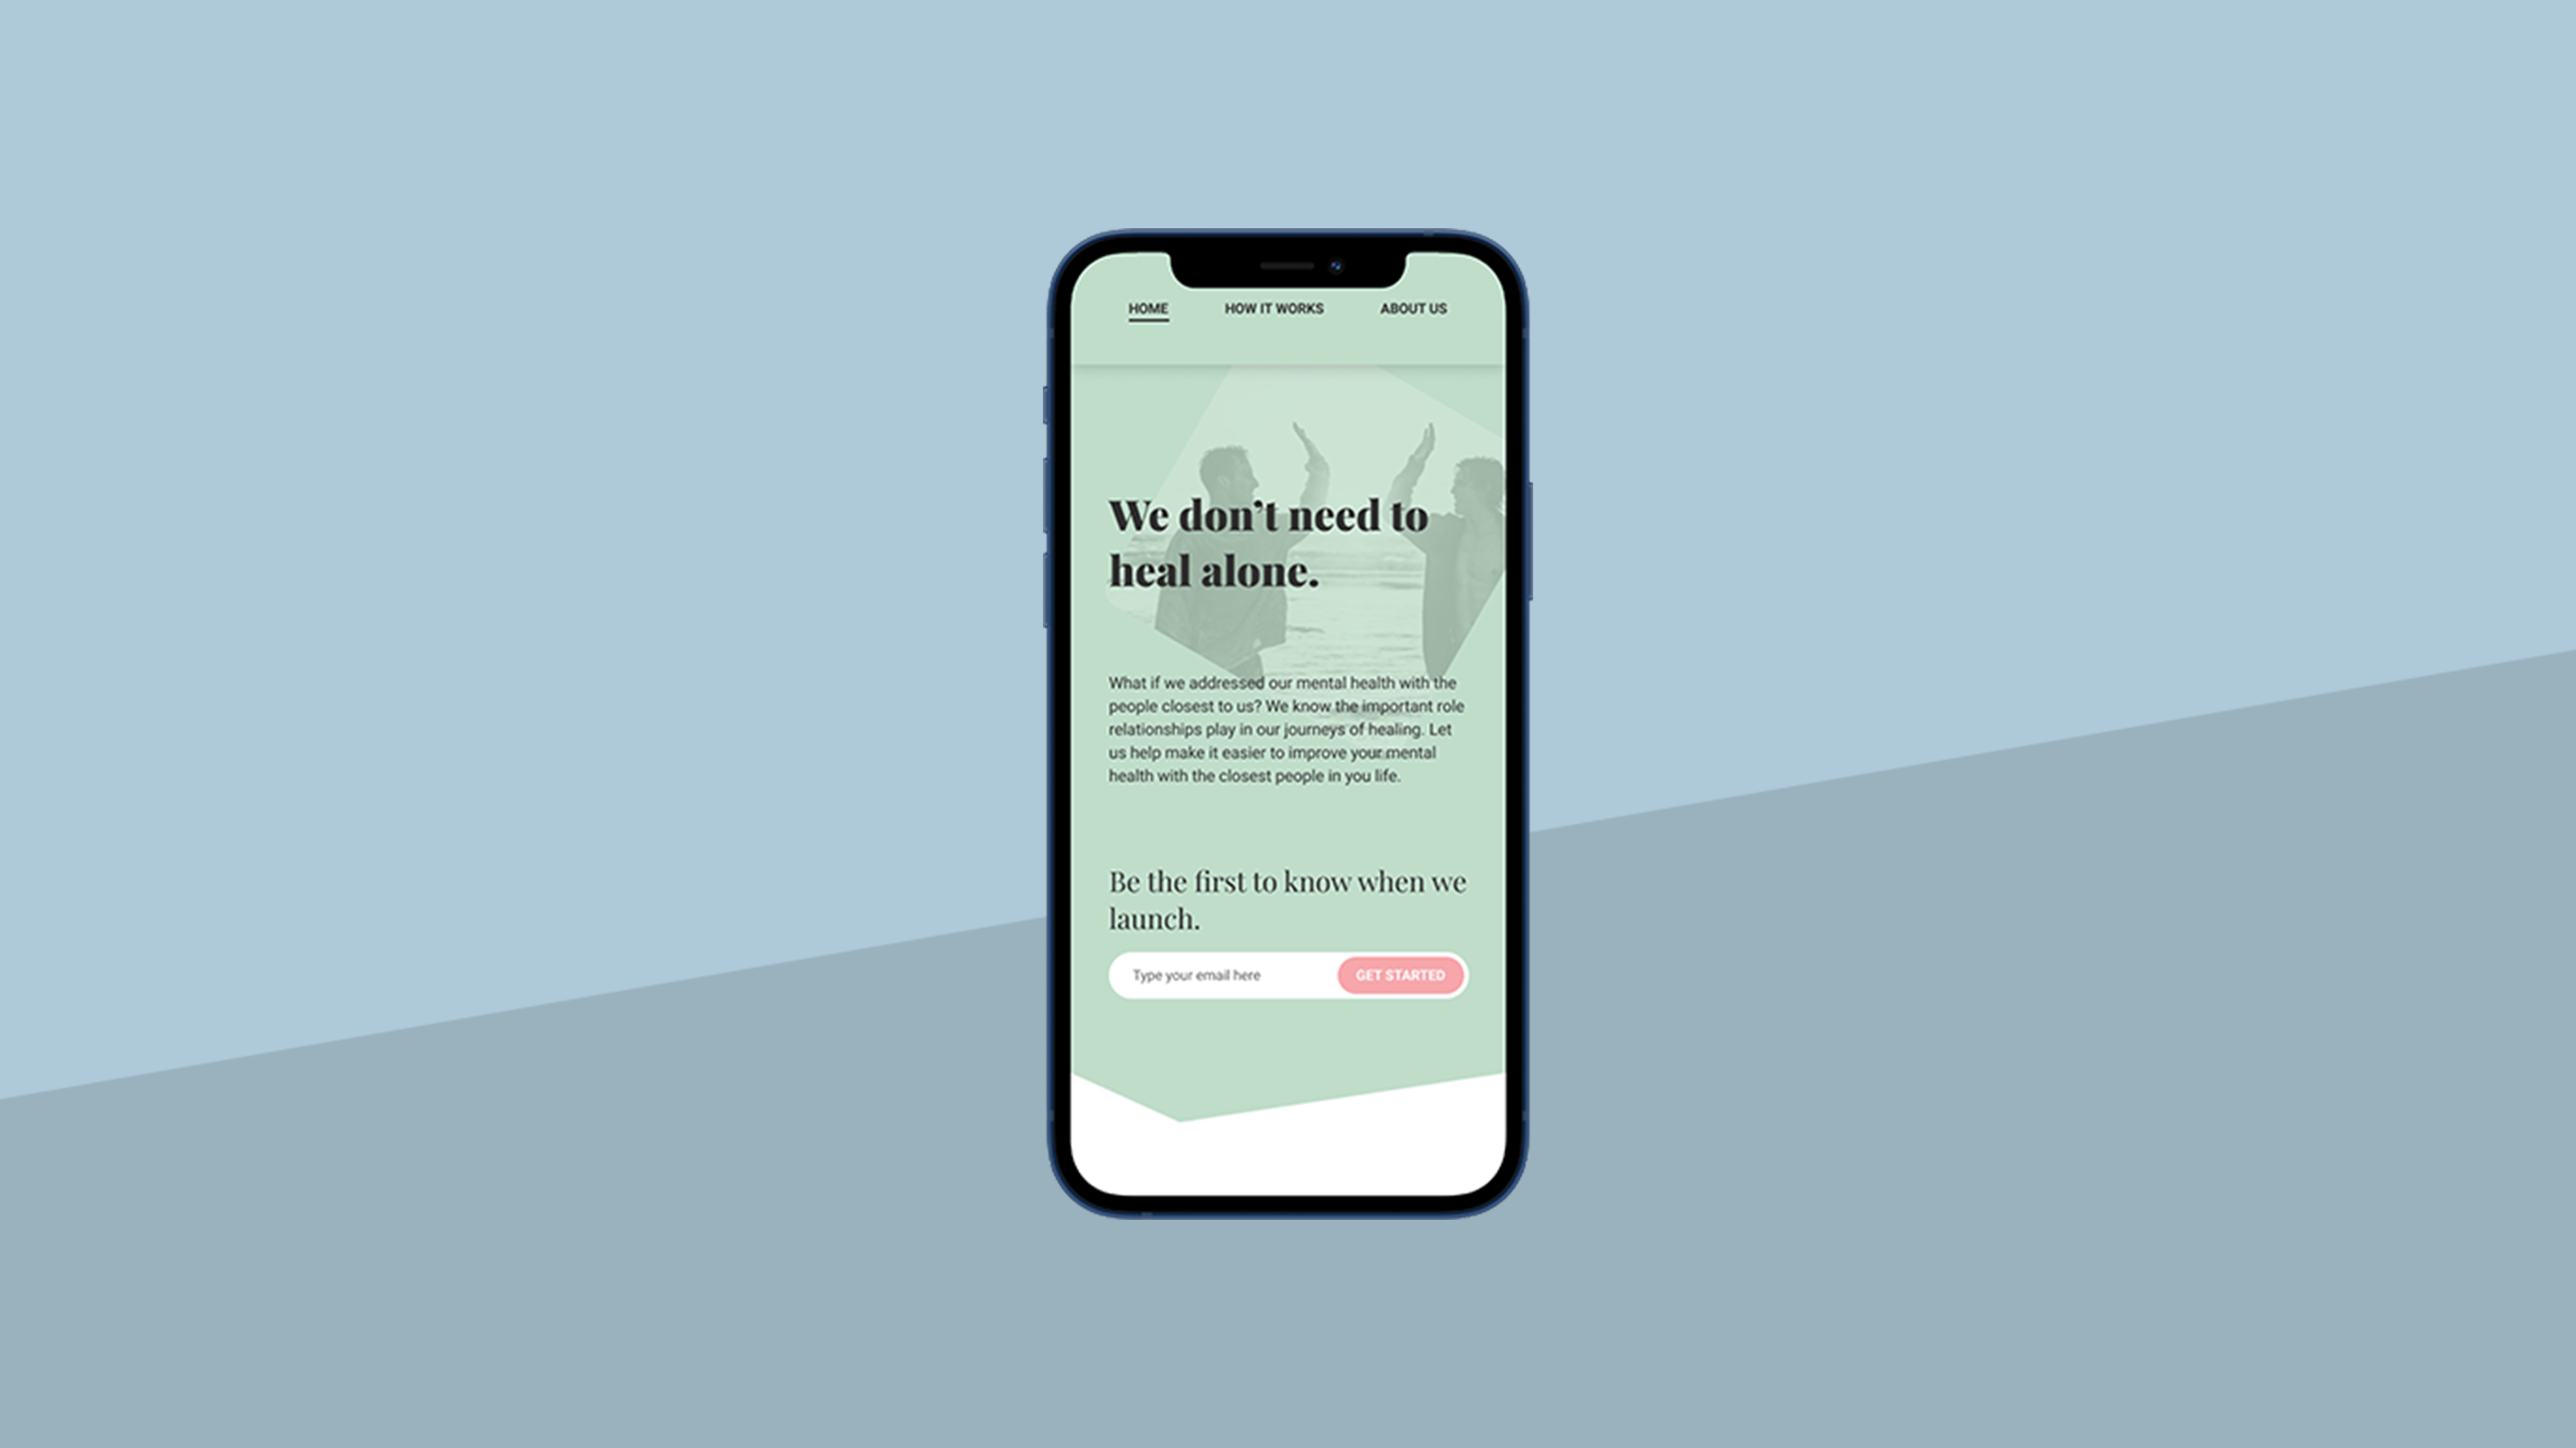 HOME HOW IT WORKS ABOUT US
We don’t need to
heal alone.
What if we addressed our mental health with the
people closest to us? We know the important role
relationships play in our journeys of healing. Let
us help make it easier to improve your mental
health with the closest people in you life.
Be the first to know when we
launch.
Type your email here GET STARTED